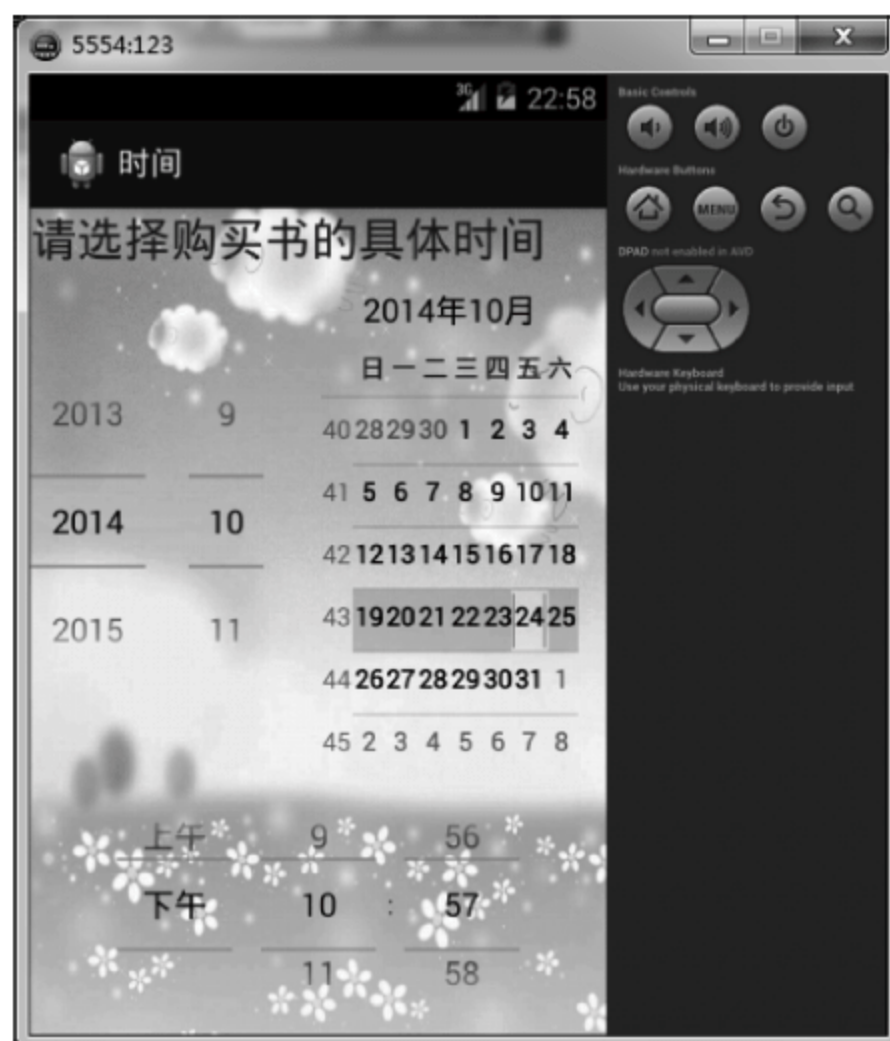 5554:123
3G 22:58
时间
请选择购买书的具体时间
2014年10月
日 一 二 三 四 五 六
2013 9
40 28 29 30 1 2 3 4
41 5 6 7 8 9 10 11
2014 10
42 12 13 14 15 16 17 18
43 19 20 21 22 23 24 25
2015 11
44 26 27 28 29 30 31 1
45 2 3 4 5 6 7 8
上午 9 56
下午 10 : 57
11 58
Basic Controls
Hardware Buttons
MENU
DPAD not enabled in AVD
Hardware Keyboard
Use your physical keyboard to provide input